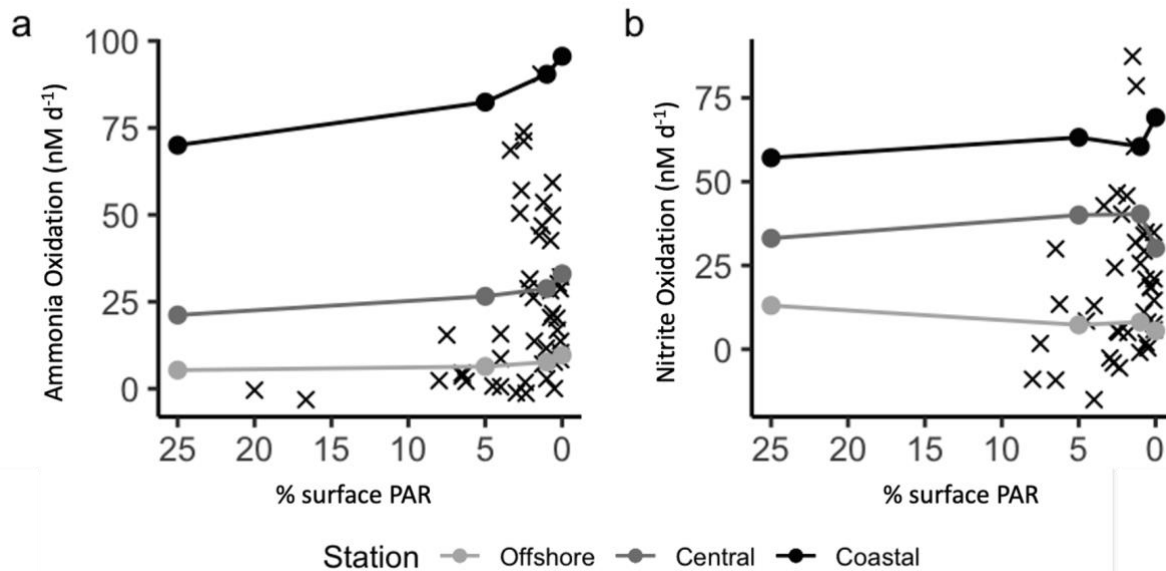 a
b
100
75
50
25
0
Ammonia Oxidation (nM d-1)
25 20 15 10 5 0
% surface PAR
75
50
25
0
Nitrite Oxidation (nM d-1)
25 20 15 10 5 0
% surface PAR
Station Offshore Central Coastal